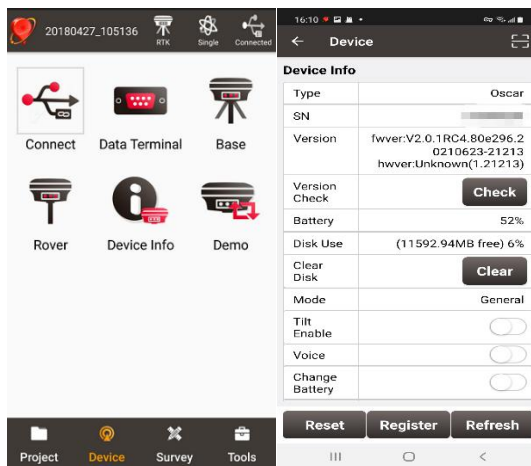 20180427_105136
RTK
Single
Connected
Connect
Data Terminal
Base
Rover
Device Info
Demo
Project
Device
Survey
Tools
16:10
Device
Device Info
Type
Oscar
SN
Version
fwver:V2.0.1RC4.80e296.2
0210623-21213
hwver:Unknown(1.21213)
Version
Check
Check
Battery
52%
Disk Use
(11592.94MB free) 6%
Clear
Disk
Clear
Mode
General
Tilt
Enable
Voice
Change
Battery
Reset
Register
Refresh